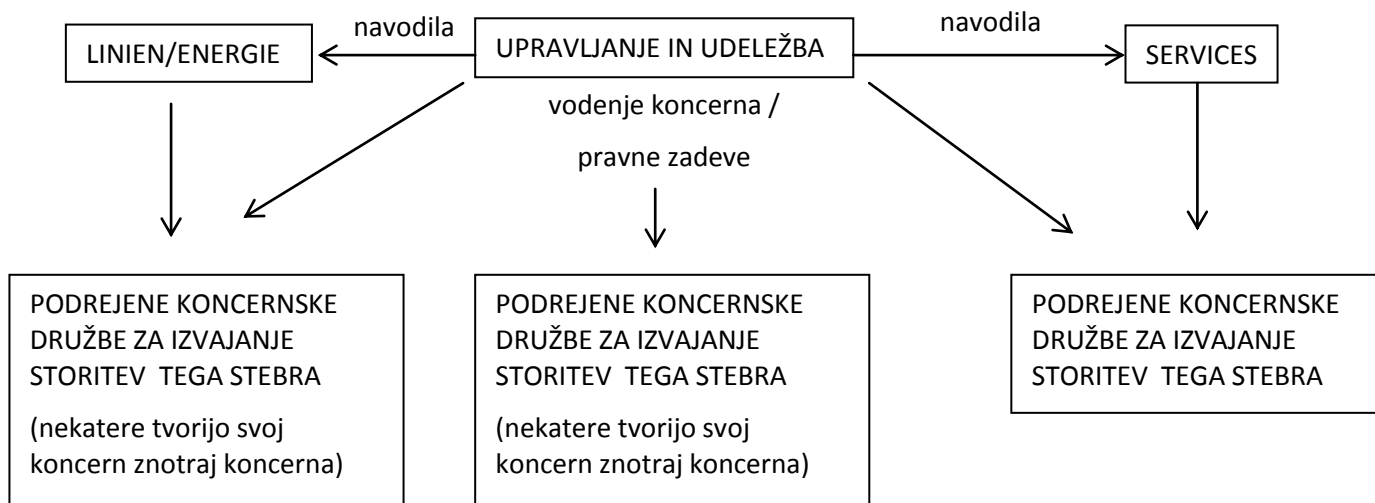 navodila
navodila
LINIEN/ENERGIE
UPRAVLJANJE IN UDELEŽBA
SERVICES
vodenje koncerna /
pravne zadeve
PODREJENE KONCERNSKE
DRUŽBE ZA IZVAJANJE
STORITEV TEGA STEBRA
(nekatere tvorijo svoj
koncern znotraj koncerna)
PODREJENE KONCERNSKE
DRUŽBE ZA IZVAJANJE
STORITEV TEGA STEBRA
(nekatere tvorijo svoj
koncern znotraj koncerna)
PODREJENE KONCERNSKE
DRUŽBE ZA IZVAJANJE
STORITEV TEGA STEBRA